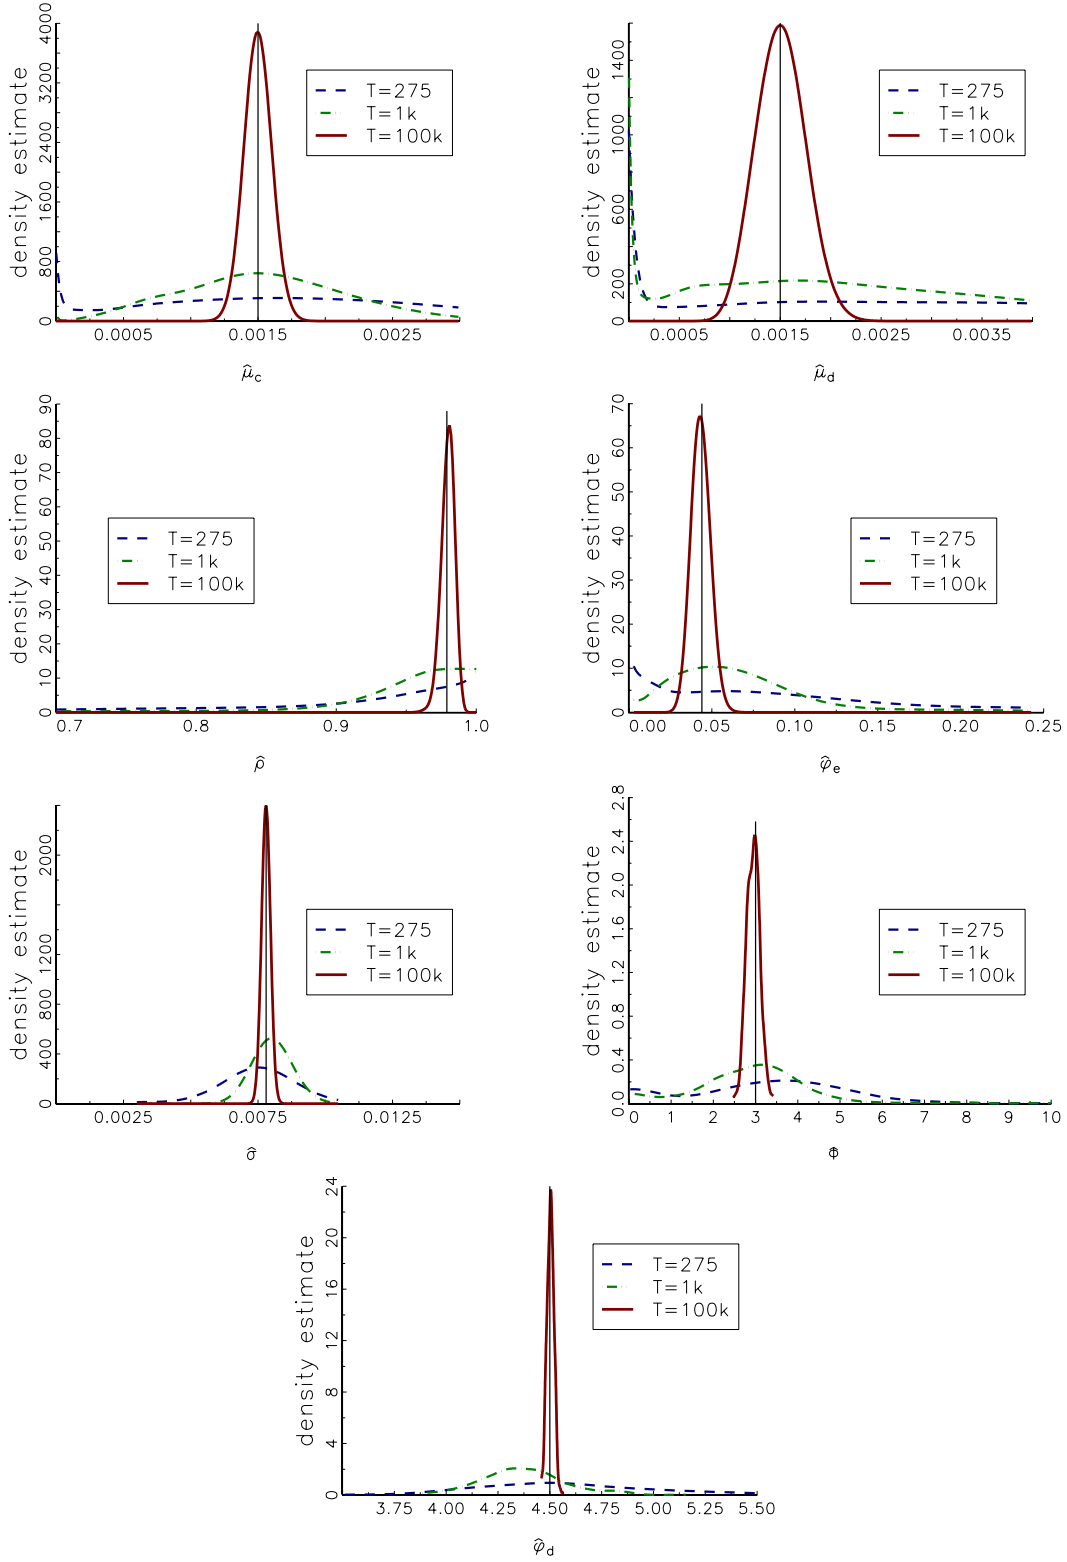 density estimate
0 800 1600 2400 3200 4000
T=275
T=1k
T=100k
0.0005 0.0015 0.0025
μ̂c
density estimate
0 200 600 1000 1400
T=275
T=1k
T=100k
0.0005 0.0015 0.0025 0.0035
μ̂d
density estimate
0 10 20 30 40 50 60 70 80 90
T=275
T=1k
T=100k
0.7 0.8 0.9 1.0
ρ̂
density estimate
0 10 20 30 40 50 60 70
T=275
T=1k
T=100k
0.00 0.05 0.10 0.15 0.20 0.25
φ̂e
density estimate
0 400 800 1200 2000
T=275
T=1k
T=100k
0.0025 0.0075 0.0125
σ̂
density estimate
0.0 0.4 0.8 1.2 1.6 2.0 2.4 2.8
T=275
T=1k
T=100k
0 1 2 3 4 5 6 7 8 9 10
Φ̂
density estimate
0 4 8 12 16 20 24
T=275
T=1k
T=100k
3.75 4.00 4.25 4.50 4.75 5.00 5.25 5.50
φ̂d